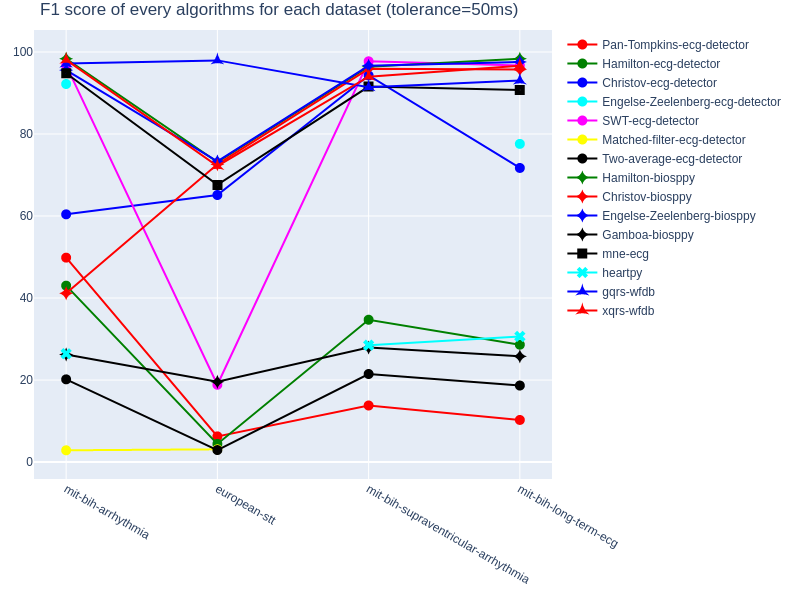 F1 score of every algorithms for each dataset (tolerance=50ms)
100
80
60
40
20
0
mit-bih-arrhythmia
european-stt
mit-bih-supraventricular-arrhythmia
mit-bih-long-term-ecg
Pan-Tompkins-ecg-detector
Hamilton-ecg-detector
Christov-ecg-detector
Engelse-Zeelenberg-ecg-detector
SWT-ecg-detector
Matched-filter-ecg-detector
Two-average-ecg-detector
Hamilton-biosppy
Christov-biosppy
Engelse-Zeelenberg-biosppy
Gamboa-biosppy
mne-ecg
heartpy
gqrs-wfdb
xqrs-wfdb